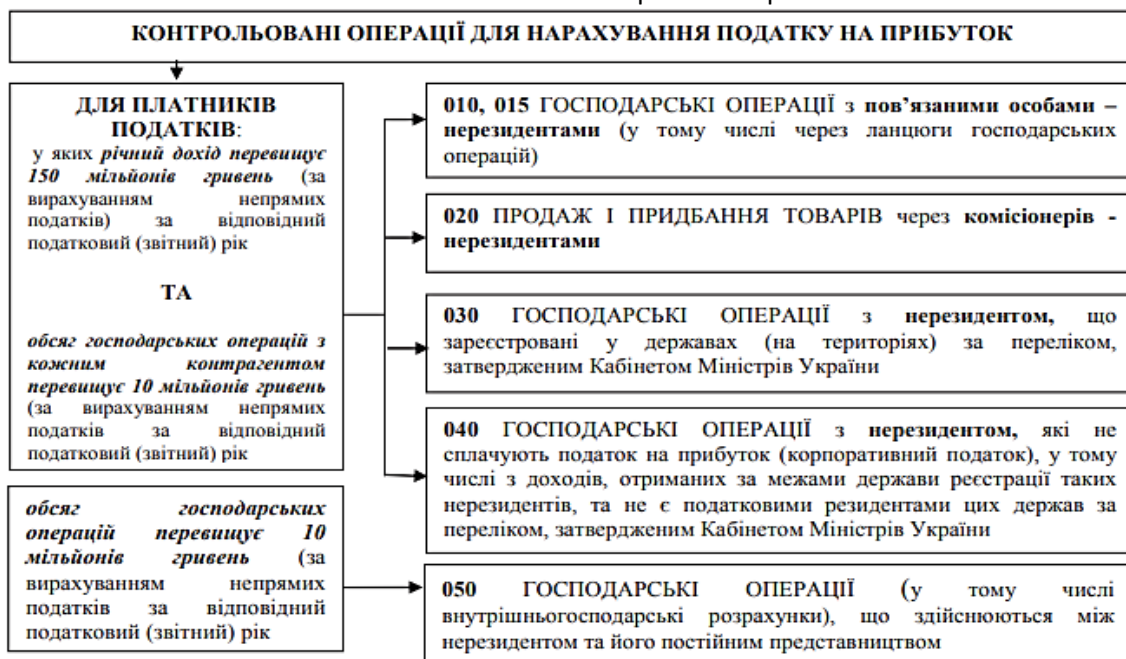 КОНТРОЛЬОВАНІ ОПЕРАЦІЇ ДЛЯ НАРАХУВАННЯ ПОДАТКУ НА ПРИБУТОК
ДЛЯ ПЛАТНИКІВ
ПОДАТКІВ:
у яких річний дохід перевищує
150 мільйонів гривень (за
вирахуванням непрямих
податків) за відповідний
податковий (звітний) рік
ТА
обсяг господарських операцій з
кожним контрагентом
перевищує 10 мільйонів гривень
(за вирахуванням непрямих
податків за відповідний
податковий (звітний) рік
обсяг господарських
операцій перевищує 10
мільйонів гривень (за
вирахуванням непрямих
податків за відповідний
податковий (звітний) рік
010, 015 ГОСПОДАРСЬКІ ОПЕРАЦІЇ з пов’язаними особами –
нерезидентами (у тому числі через ланцюги господарських
операцій)
020 ПРОДАЖ І ПРИДБАННЯ ТОВАРІВ через комісіонерів -
нерезидентами
030 ГОСПОДАРСЬКІ ОПЕРАЦІЇ з нерезидентом, що
зареєстровані у державах (на територіях) за переліком,
затвердженим Кабінетом Міністрів України
040 ГОСПОДАРСЬКІ ОПЕРАЦІЇ з нерезидентом, які не
сплачують податок на прибуток (корпоративний податок), у тому
числі з доходів, отриманих за межами держави реєстрації таких
нерезидентів, та не є податковими резидентами цих держав за
переліком, затвердженим Кабінетом Міністрів України
050 ГОСПОДАРСЬКІ ОПЕРАЦІЇ (у тому числі
внутрішньогосподарські розрахунки), що здійснюються між
нерезидентом та його постійним представництвом